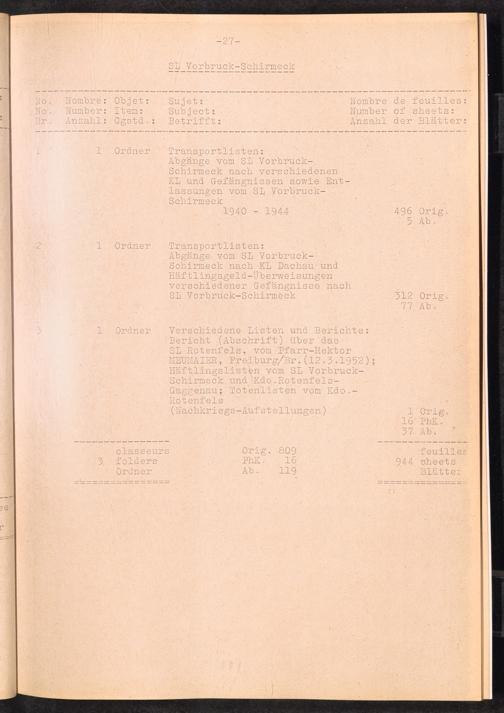 -27-
SL Vorbruck-Schirmeck
No. Nombre: Objet: Sujet: Nombre de feuilles:
No. Number: Item: Subject: Number of sheets:
Nr. Anzahl: Ggstd.: Betrifft: Anzahl der Blätter:
1 1 Ordner Transportlisten:
Abgänge vom SL Vorbruck-
Schirmeck nach verschiedenen
KL und Gefängnissen sowie Ent-
lassungen vom SL Vorbruck-
Schirmeck
1940 - 1944 496 Orig.
5 Ab.
2 1 Ordner Transportlisten:
Abgänge vom SL Vorbruck-
Schirmeck nach KL Dachau und
Häftlingsgeld-Überweisungen
verschiedener Gefängnisse nach
SL Vorbruck-Schirmeck 312 Orig.
77 Ab.
3 1 Ordner Verschiedene Listen und Berichte:
Bericht (Abschrift) über das
SL Rotenfels, vom Pfarr-Rektor
NEUMAIER, Freiburg/Br.(12.3.1952);
Häftlingslisten vom SL Vorbruck-
Schirmeck und Kdo.Rotenfels-
Gaggenau; Totenlisten vom Kdo.-
Rotenfels
(Nachkriegs-Aufstellungen) 1 Orig.
16 PhK.
37 Ab.
classeurs Orig. 809 feuilles
3 folders PhK. 16 944 sheets
Ordner Ab. 119 Blätter